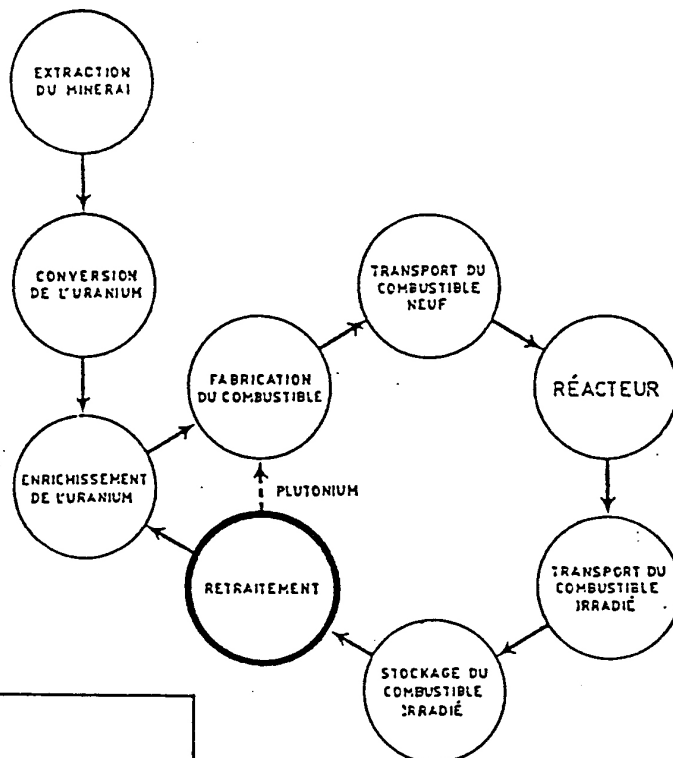 EXTRACTION
DU MINERAI
CONVERSION
DE L'URANIUM
ENRICHISSEMENT
DE L'URANIUM
FABRICATION
DU COMBUSTIBLE
TRANSPORT DU
COMBUSTIBLE
NEUF
RÉACTEUR
TRANSPORT DU
COMBUSTIBLE
IRRADIÉ
STOCKAGE DU
COMBUSTIBLE
IRRADIÉ
RETRAITEMENT
PLUTONIUM